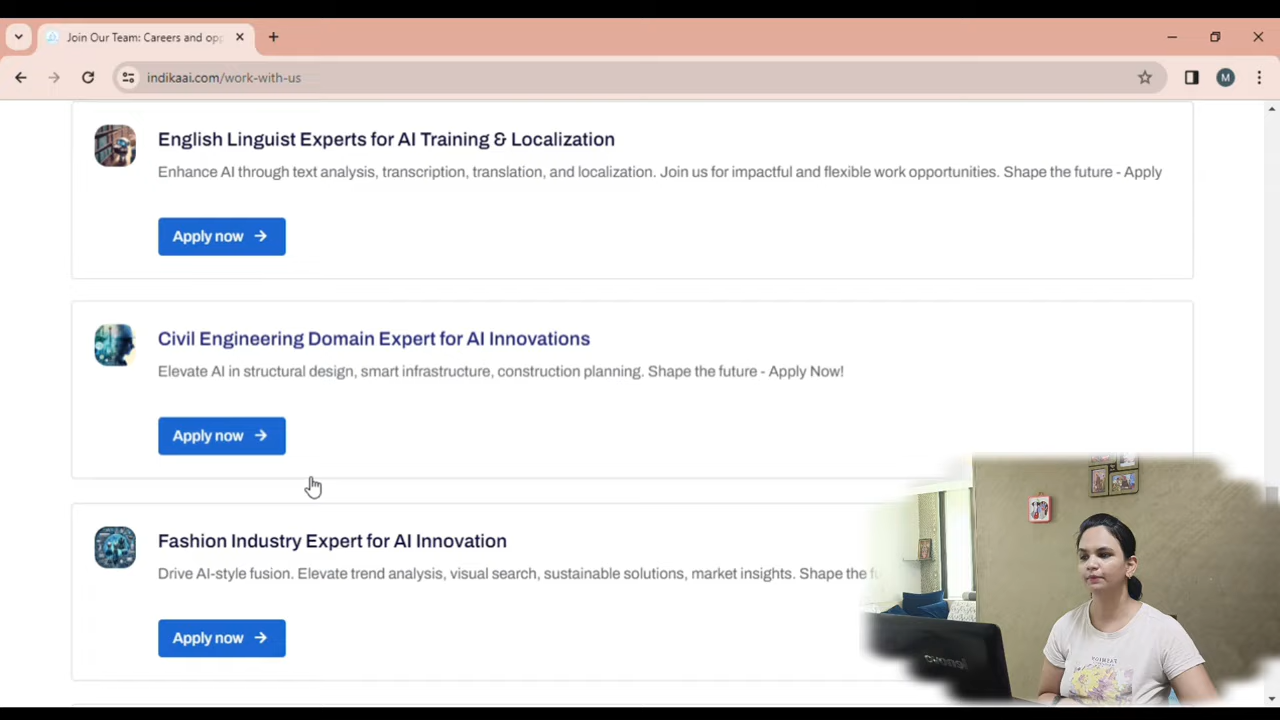 Join Our Team: Careers and opp
indikaai.com/work-with-us
M
English Linguist Experts for AI Training & Localization
Enhance AI through text analysis, transcription, translation, and localization. Join us for impactful and flexible work opportunities. Shape the future - Apply
Apply now
Civil Engineering Domain Expert for AI Innovations
Elevate AI in structural design, smart infrastructure, construction planning. Shape the future - Apply Now!
Apply now
Fashion Industry Expert for AI Innovation
Drive AI-style fusion. Elevate trend analysis, visual search, sustainable solutions, market insights. Shape the
Apply now